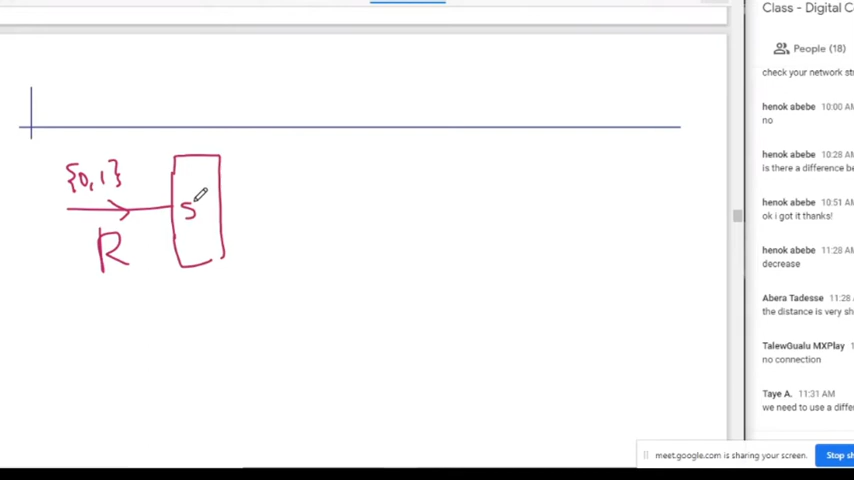 Class - Digital C
People (18)
check your network st
henok abebe 10:00 AM
no
henok abebe 10:28 AM
is there a difference be
henok abebe 10:51 AM
ok i got it thanks!
henok abebe 11:28 AM
decrease
Abera Tadesse 11:28
the distance is very sh
TalewGualu MXPlay 1
no connection
Taye A. 11:31 AM
we need to use a diffe
{0,1}
R
S
meet.google.com is sharing your screen.
Stop sh